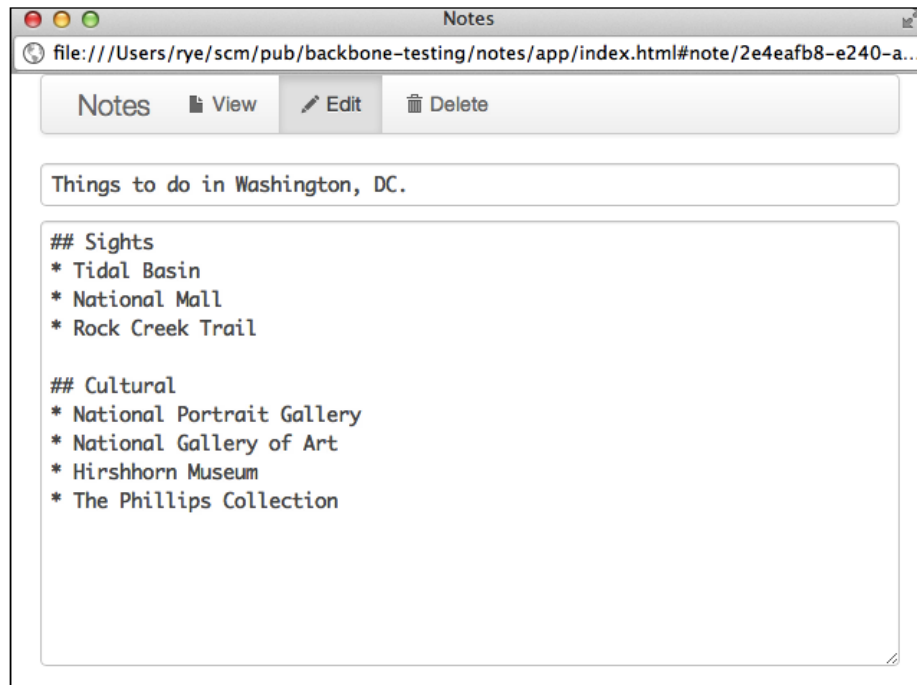 Notes
file:///Users/rye/scm/pub/backbone-testing/notes/app/index.html#note/2e4eafb8-e240-a...
Notes View Edit Delete
Things to do in Washington, DC.
## Sights
* Tidal Basin
* National Mall
* Rock Creek Trail
## Cultural
* National Portrait Gallery
* National Gallery of Art
* Hirshhorn Museum
* The Phillips Collection